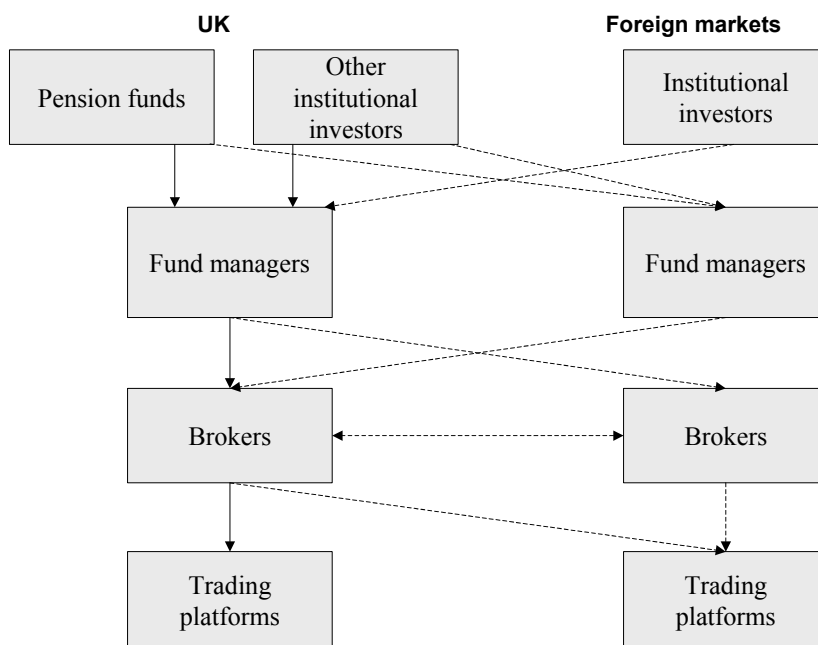 UK
Foreign markets
Pension funds
Other
institutional
investors
Institutional
investors
Fund managers
Fund managers
Brokers
Brokers
Trading
platforms
Trading
platforms